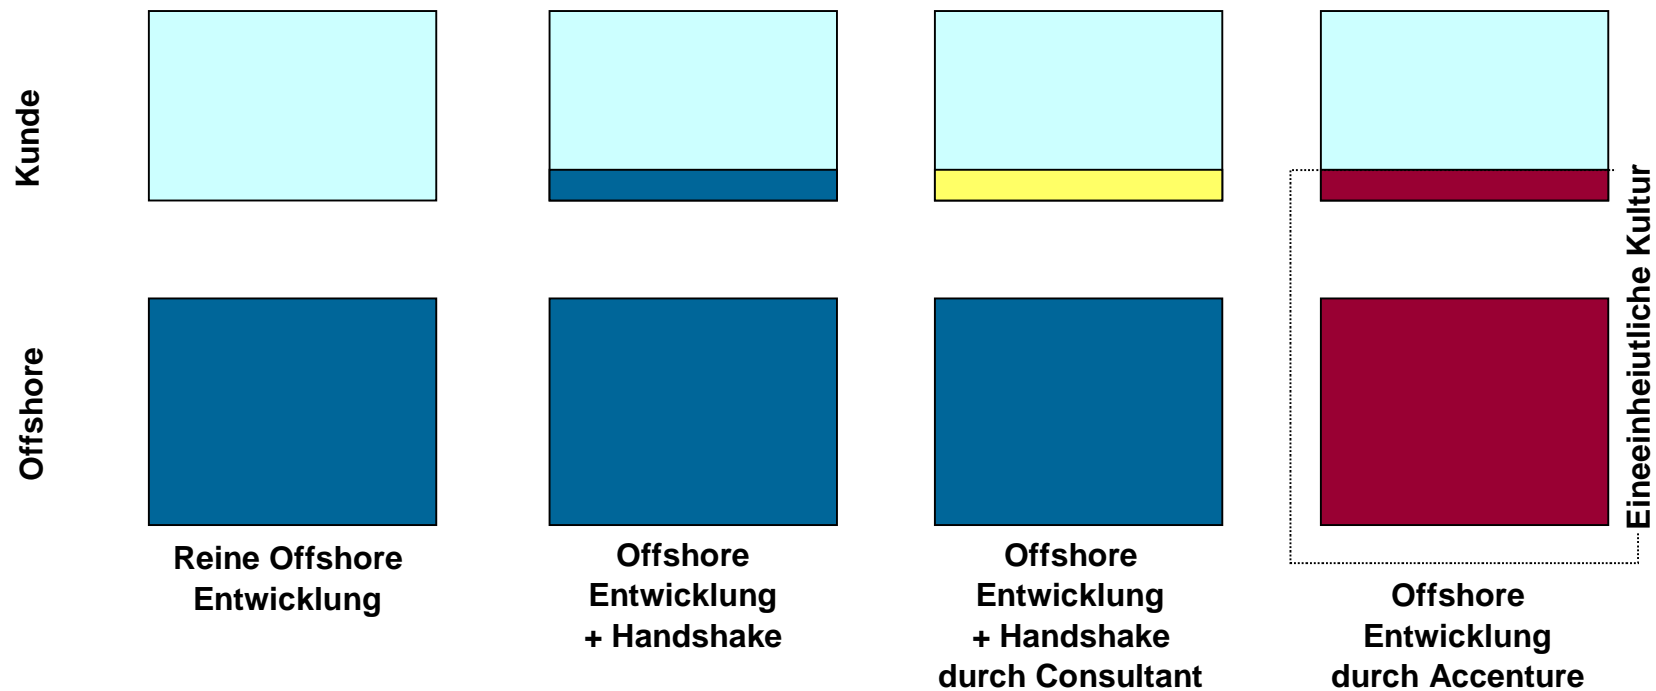 Kunde
Offshore
Reine Offshore
Entwicklung
Offshore
Entwicklung
+ Handshake
Offshore
Entwicklung
+ Handshake
durch Consultant
Offshore
Entwicklung
durch Accenture
Eineeinheiutliche Kultur